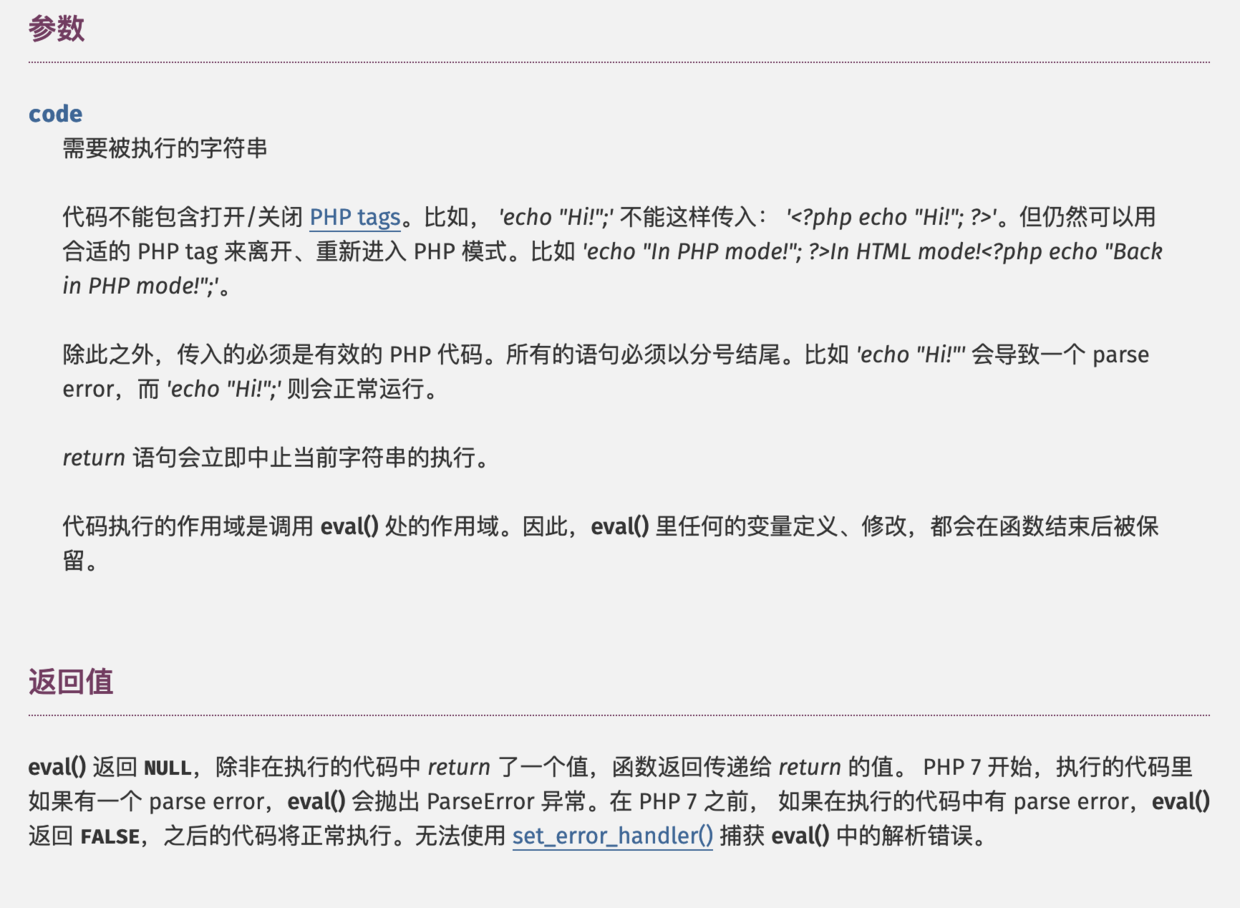 参数
code
需要被执行的字符串
代码不能包含打开/关闭 PHP tags。比如， 'echo "Hi!";' 不能这样传入： '<?php echo "Hi!"; ?>'。但仍然可以用
合适的 PHP tag 来离开、重新进入 PHP 模式。比如 'echo "In PHP mode!"; ?>In HTML mode!<?php echo "Back
in PHP mode!";'。
除此之外，传入的必须是有效的 PHP 代码。所有的语句必须以分号结尾。比如 'echo "Hi!"' 会导致一个 parse
error，而 'echo "Hi!";' 则会正常运行。
return 语句会立即中止当前字符串的执行。
代码执行的作用域是调用 eval() 处的作用域。因此，eval() 里任何的变量定义、修改，都会在函数结束后被保
留。
返回值
eval() 返回 NULL，除非在执行的代码中 return 了一个值，函数返回传递给 return 的值。 PHP 7 开始，执行的代码里
如果有一个 parse error，eval() 会抛出 ParseError 异常。在 PHP 7 之前， 如果在执行的代码中有 parse error，eval()
返回 FALSE，之后的代码将正常执行。无法使用 set_error_handler() 捕获 eval() 中的解析错误。